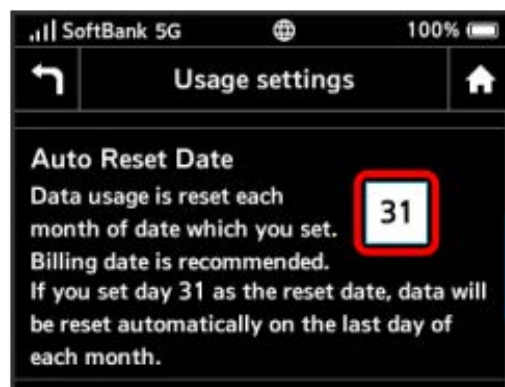 SoftBank 5G 100%
Usage settings
Auto Reset Date
Data usage is reset each
month of date which you set.
31
Billing date is recommended.
If you set day 31 as the reset date, data will
be reset automatically on the last day of
each month.